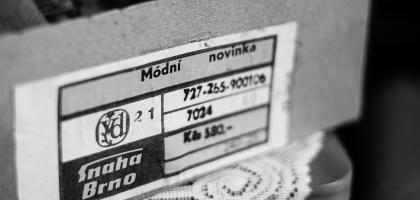 Módní novinka
727-265-900106
21
7024
Kčs 580.-
Snaha
Brno